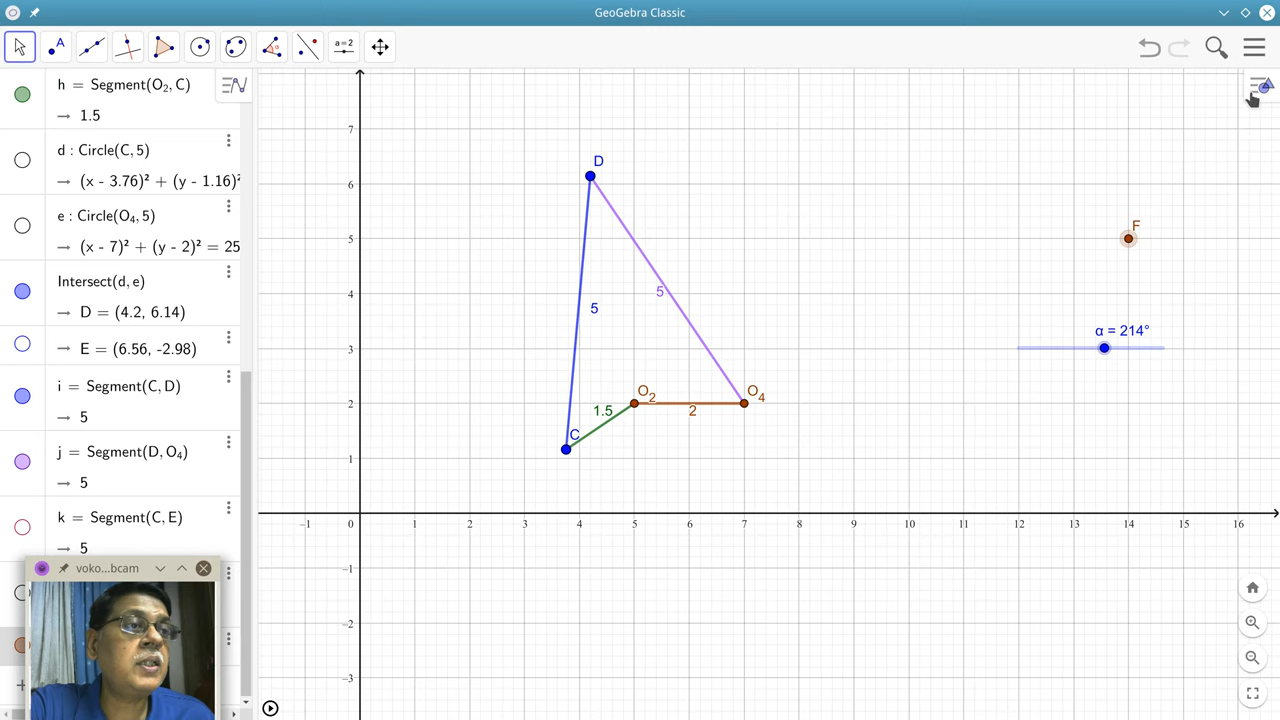 GeoGebra Classic
A
a=2
h = Segment(O₂, C)
→ 1.5
d : Circle(C, 5)
→ (x - 3.76)² + (y - 1.16)²
e : Circle(O₄, 5)
→ (x - 7)² + (y - 2)² = 25
Intersect(d, e)
→ D = (4.2, 6.14)
→ E = (6.56, -2.98)
i = Segment(C, D)
→ 5
j = Segment(D, O₄)
→ 5
k = Segment(C, E)
→ 5
voko...bcam
7
6
5
4
3
2
1
−1
−2
−3
−1 0 1 2 3 4 5 6 7 8 9 10 11 12 13 14 15 16
D
F
5
5
α = 214°
O₂
O₄
1.5
2
C